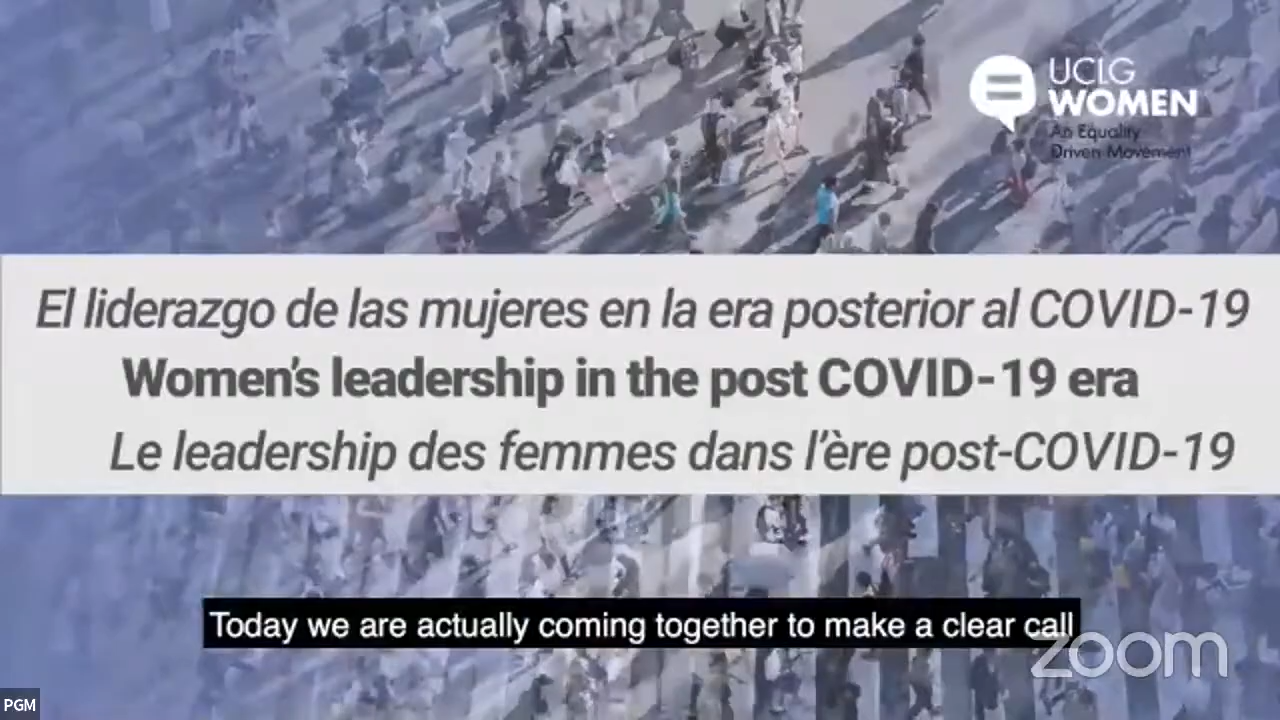 UCLG
WOMEN
An Equality
Driven Movement
El liderazgo de las mujeres en la era posterior al COVID-19
Women's leadership in the post COVID-19 era
Le leadership des femmes dans l'ère post-COVID-19
Today we are actually coming together to make a clear call
zoom
PGM